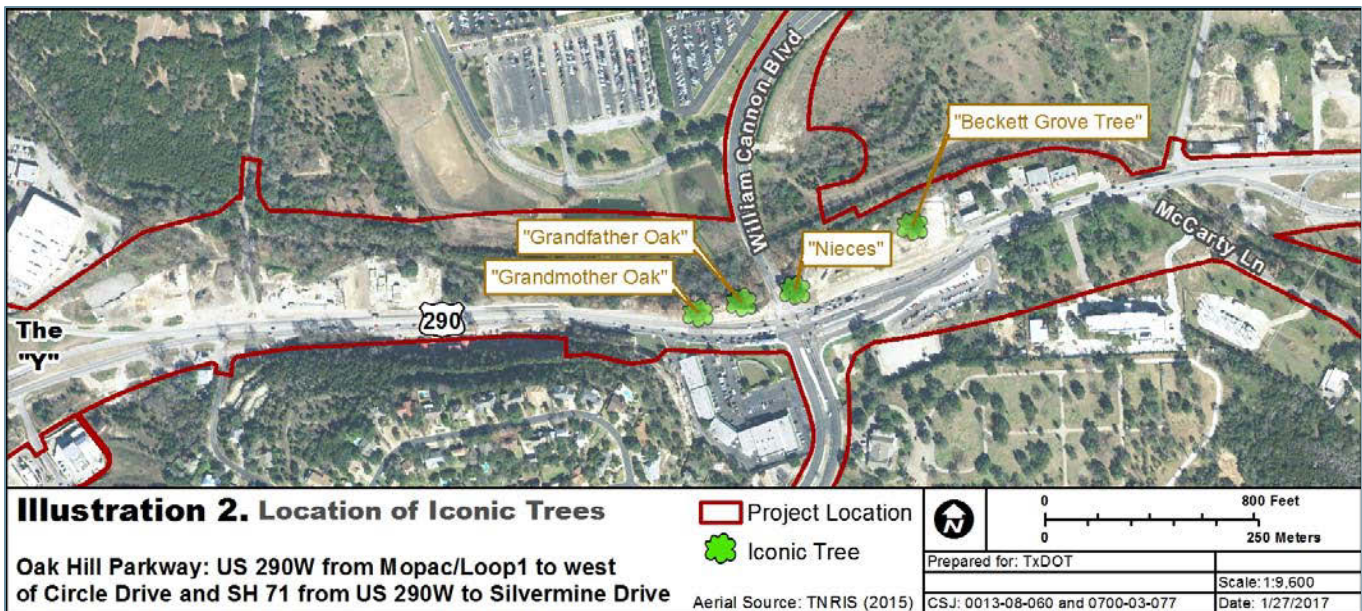 William Cannon Blvd
"Beckett Grove Tree"
"Grandfather Oak"
"Nieces"
"Grandmother Oak"
McCarty Ln
The
"Y"
290
Illustration 2. Location of Iconic Trees
Oak Hill Parkway: US 290W from Mopac/Loop1 to west
of Circle Drive and SH 71 from US 290W to Silvermine Drive
Project Location
Iconic Tree
Aerial Source: TNRIS (2015)
N
0 800 Feet
0 250 Meters
Prepared for: TxDOT
Scale: 1:9,600
CSJ: 0013-08-060 and 0700-03-077
Date: 1/27/2017